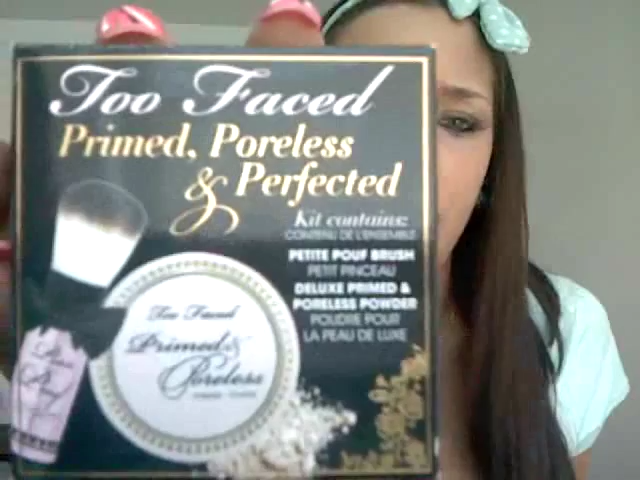 Too Faced
Primed, Poreless
& Perfected
Kit contains:
CONTENU DE L'ENSEMBLE
PETITE POUF BRUSH
PETIT PINCEAU
DELUXE PRIMED &
PORELESS POWDER
POUDRE POUR
LA PEAU DE LUXE
Too Faced
Primed &
Poreless